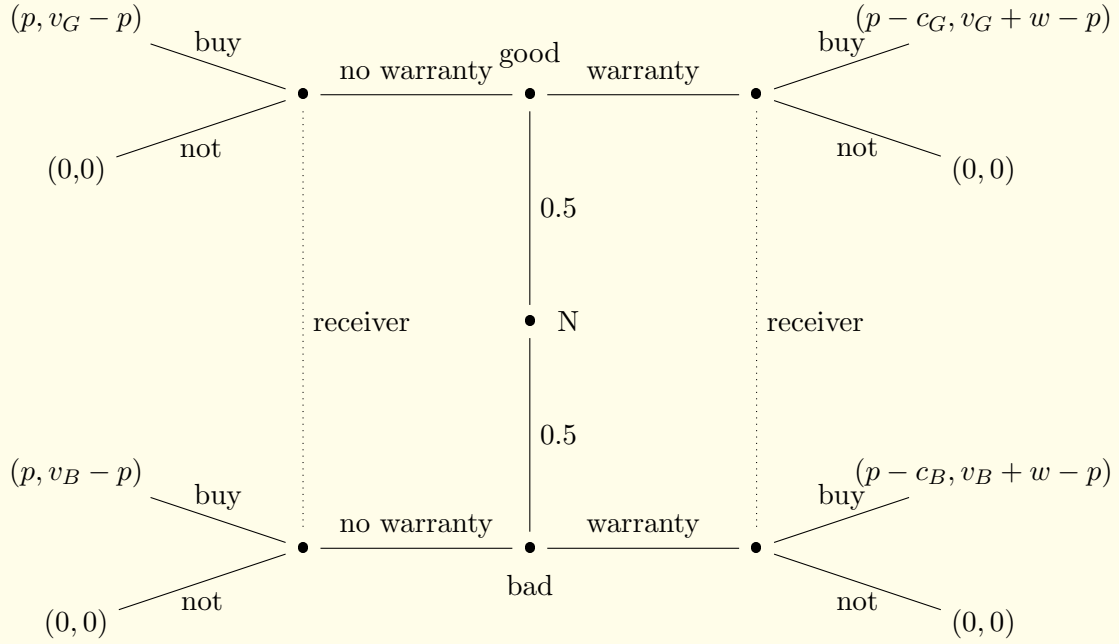 (p, v_G − p)
buy
no warranty
good
warranty
buy
(p − c_G, v_G + w − p)
(0,0)
not
not
(0, 0)
0.5
receiver
N
receiver
0.5
(p, v_B − p)
buy
no warranty
warranty
buy
(p − c_B, v_B + w − p)
(0, 0)
not
bad
not
(0, 0)